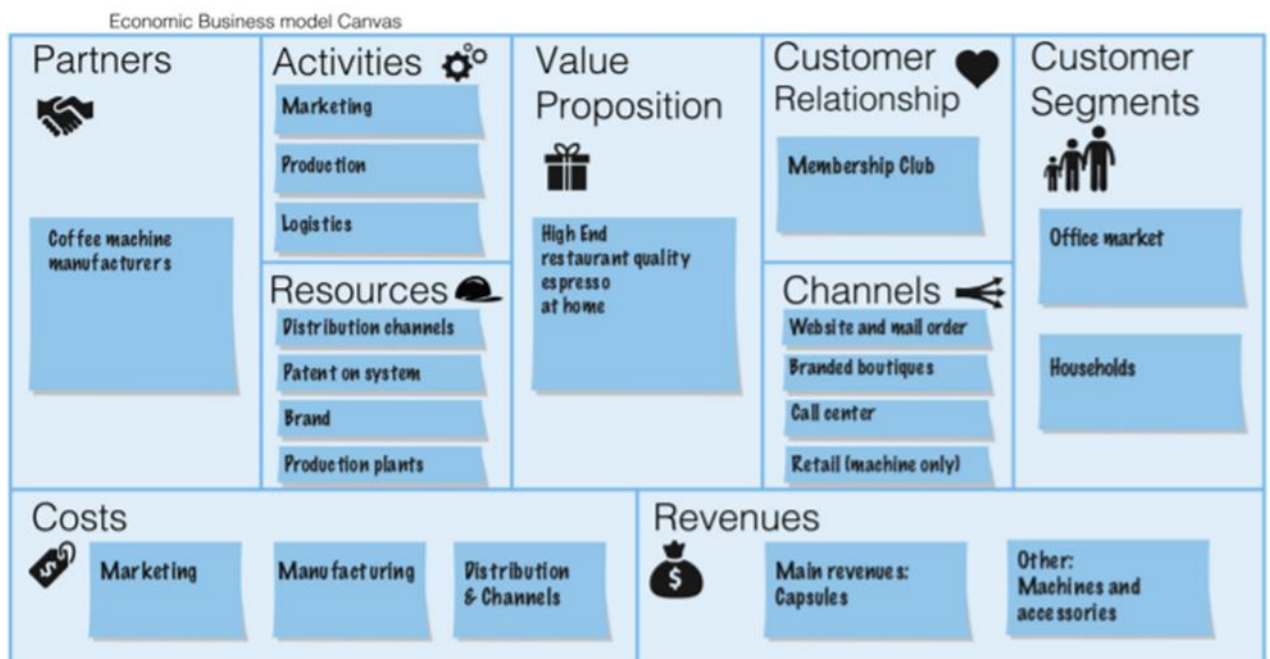 Economic Business model Canvas
Partners
Coffee machine
manufacturers
Activities
Marketing
Production
Logistics
Resources
Distribution channels
Patent on system
Brand
Production plants
Value
Proposition
High End
restaurant quality
espresso
at home
Customer
Relationship
Membership Club
Channels
Website and mail order
Branded boutiques
Call center
Retail (machine only)
Customer
Segments
Office market
Households
Costs
$
Marketing
Manufacturing
Distribution
& Channels
Revenues
$
Main revenues:
Capsules
Other:
Machines and
accessories